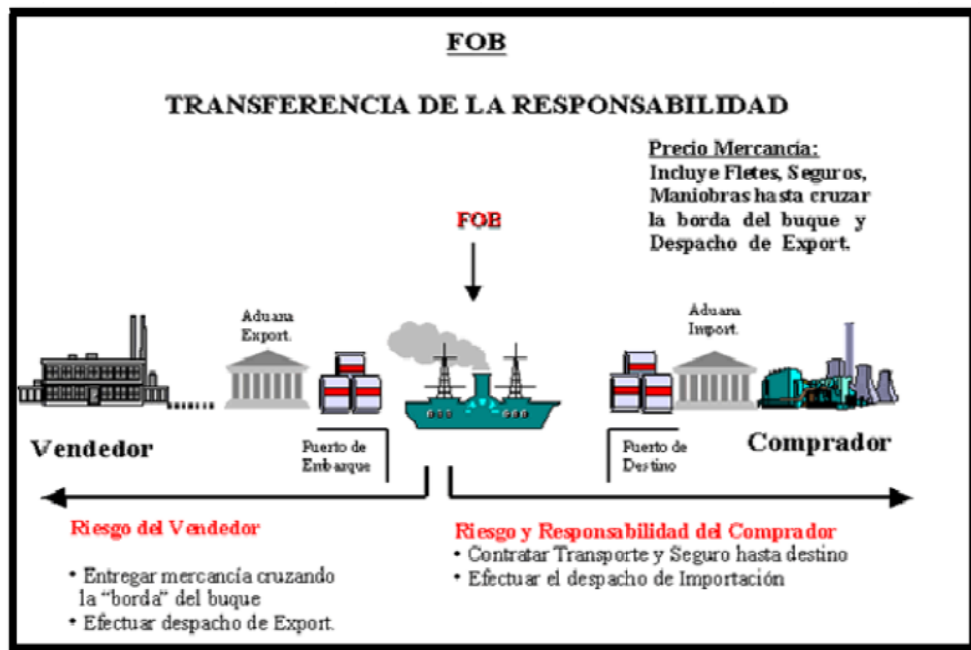 FOB
TRANSFERENCIA DE LA RESPONSABILIDAD
Precio Mercancía:
Incluye Fletes, Seguros,
Maniobras hasta cruzar
la borda del buque y
Despacho de Export.
FOB
Aduana
Export.
Aduana
Import.
Vendedor
Puerto de
Embarque
Puerto de
Destino
Comprador
Riesgo del Vendedor
• Entregar mercancía cruzando
la "borda" del buque
• Efectuar despacho de Export.
Riesgo y Responsabilidad del Comprador
• Contratar Transporte y Seguro hasta destino
• Efectuar el despacho de Importación